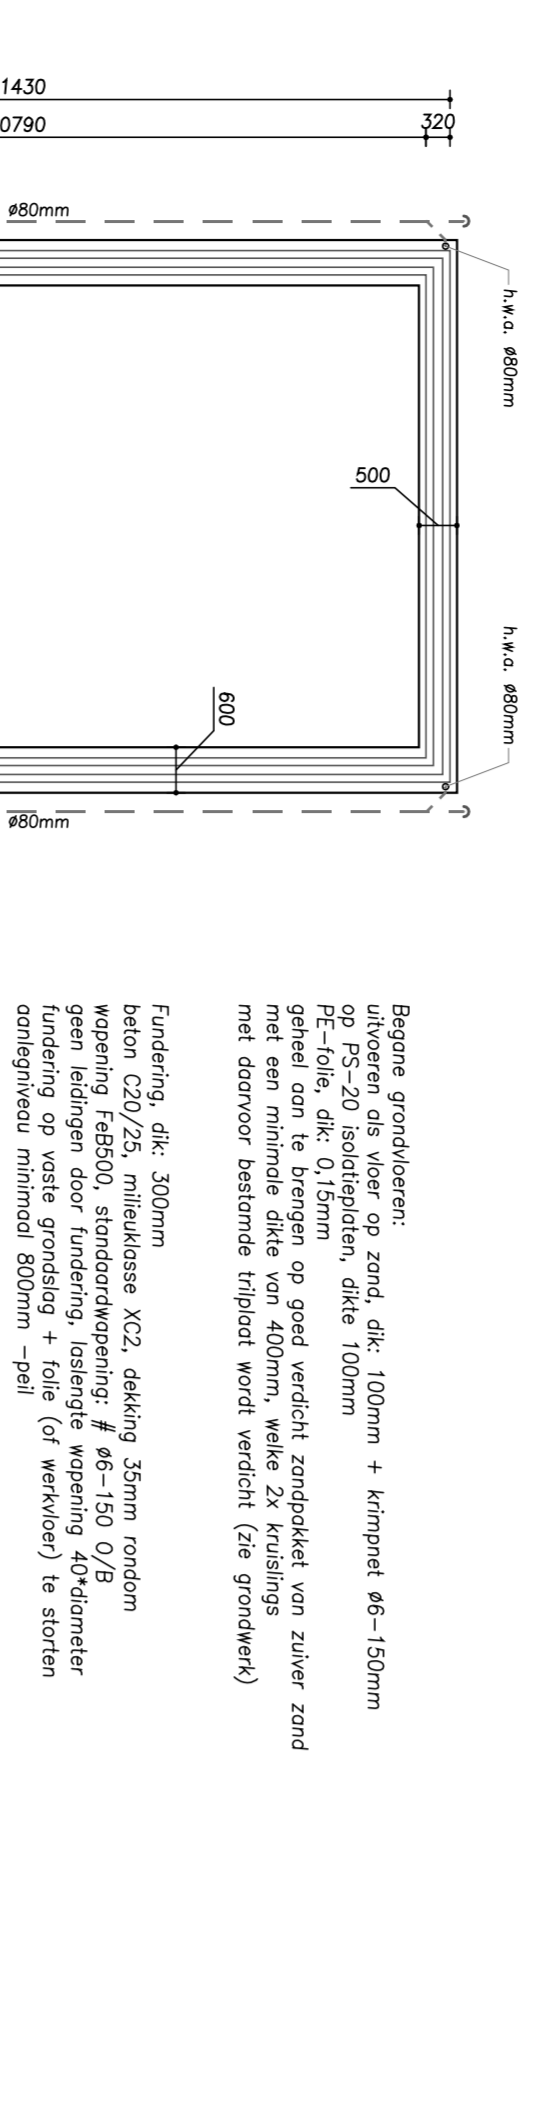 1430
0790
320
ø80mm
h.w.a. ø80mm
500
h.w.a. ø80mm
600
ø80mm
Begane grondvloeren:
uitvoeren als vloer op zand, dik: 100mm + krimpnet ø6-150mm
op PS-20 isolatieplaten, dikte 100mm
PE-folie, dik: 0,15mm
geheel aan te brengen op goed verdicht zandpakket van zuiver zand
met een minimale dikte van 400mm, welke 2x kruislings
met daarvoor bestamde trilplaat wordt verdicht (zie grondwerk)
Fundering, dik: 300mm
beton C20/25, milieuklasse XC2, dekking 35mm rondom
wapening FeB500, standaardwapening: # ø6-150 O/B
geen leidingen door fundering, laslengte wapening 40*diameter
fundering op vaste grondslag + folie (of werkvloer) te storten
aanlegniveau minimaal 800mm -peil